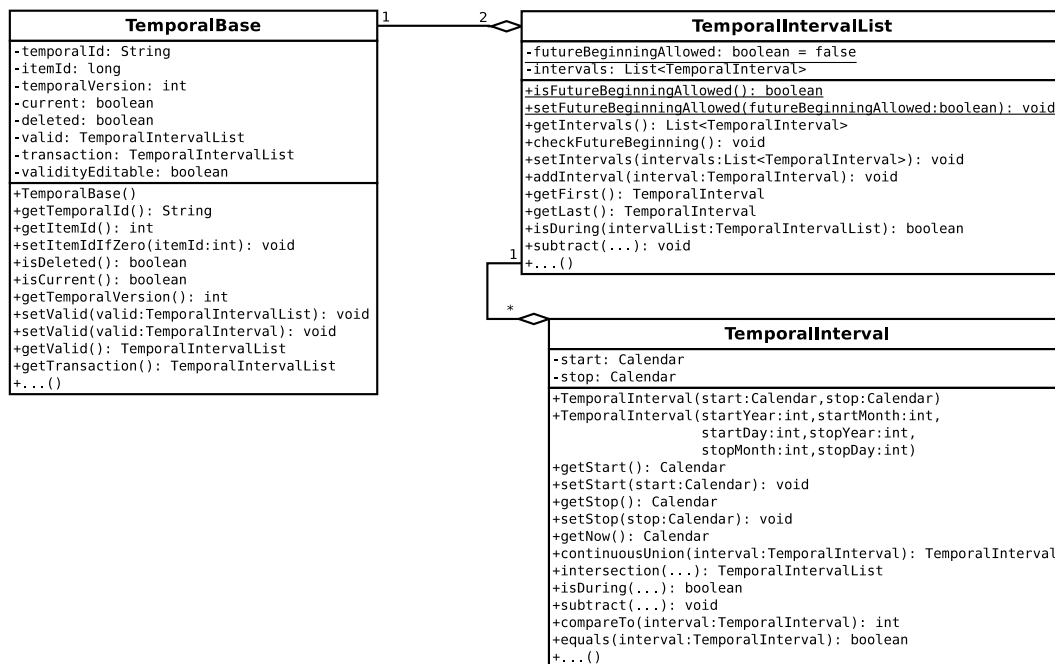 TemporalBase
-temporalId: String
-itemId: long
-temporalVersion: int
-current: boolean
-deleted: boolean
-valid: TemporalIntervalList
-transaction: TemporalIntervalList
-validityEditable: boolean
+TemporalBase()
+getTemporalId(): String
+getItemId(): int
+setItemIdIfZero(itemId:int): void
+isDeleted(): boolean
+isCurrent(): boolean
+getTemporalVersion(): int
+setValid(valid:TemporalIntervalList): void
+setValid(valid:TemporalInterval): void
+getValid(): TemporalIntervalList
+getTransaction(): TemporalIntervalList
+...()
1
2
TemporalIntervalList
-futureBeginningAllowed: boolean = false
-intervals: List<TemporalInterval>
+isFutureBeginningAllowed(): boolean
+setFutureBeginningAllowed(futureBeginningAllowed:boolean): void
+getIntervals(): List<TemporalInterval>
+checkFutureBeginning(): void
+setIntervals(intervals:List<TemporalInterval>): void
+addInterval(interval:TemporalInterval): void
+getFirst(): TemporalInterval
+getLast(): TemporalInterval
+isDuring(intervalList:TemporalIntervalList): boolean
+subtract(...): void
+...()
1
*
TemporalInterval
-start: Calendar
-stop: Calendar
+TemporalInterval(start:Calendar,stop:Calendar)
+TemporalInterval(startYear:int,startMonth:int,
startDay:int,stopYear:int,
stopMonth:int,stopDay:int)
+getStart(): Calendar
+setStart(start:Calendar): void
+getStop(): Calendar
+setStop(stop:Calendar): void
+getNow(): Calendar
+continuousUnion(interval:TemporalInterval): TemporalInterval
+intersection(...): TemporalIntervalList
+isDuring(...): boolean
+subtract(...): void
+compareTo(interval:TemporalInterval): int
+equals(interval:TemporalInterval): boolean
+...()